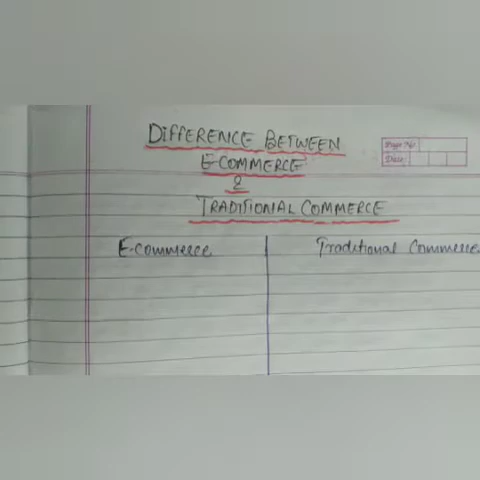 DIFFERENCE BETWEEN
E-COMMERCE
&
TRADITIONAL COMMERCE
Page No.
Date
E-commerce
Traditional Commerce